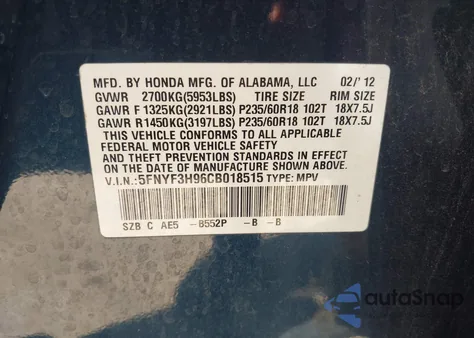 MFD. BY HONDA MFG. OF ALABAMA, LLC 02/'12
GVWR 2700KG(5953LBS) TIRE SIZE RIM SIZE
GAWR F 1325KG(2921LBS) P235/60R18 102T 18X7.5J
GAWR R1450KG(3197LBS) P235/60R18 102T 18X7.5J
THIS VEHICLE CONFORMS TO ALL APPLICABLE
FEDERAL MOTOR VEHICLE SAFETY
AND THEFT PREVENTION STANDARDS IN EFFECT
ON THE DATE OF MANUFACTURE SHOWN ABOVE.
V.I.N.: 5FNYF3H96CB018515 TYPE: MPV
SZB C AE5 -B552P -B -B
autoSnap